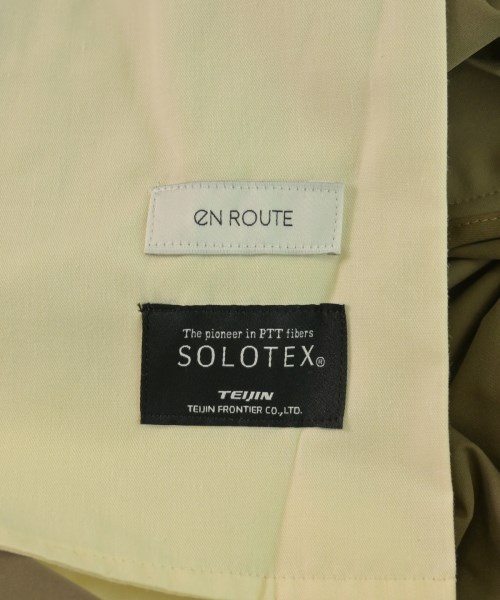 eN ROUTE
The pioneer in PTT fibers
SOLOTEX®
TEIJIN
TEIJIN FRONTIER CO.,LTD.